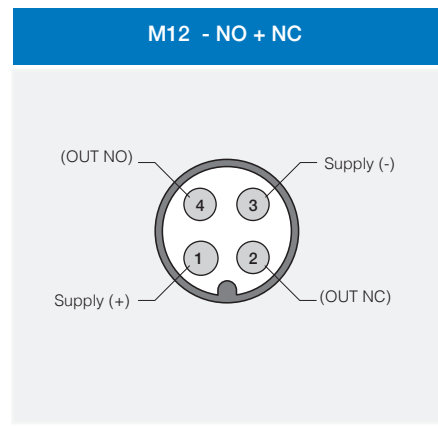 M12 - NO + NC
(OUT NO)
Supply (-)
4
3
1
2
Supply (+)
(OUT NC)